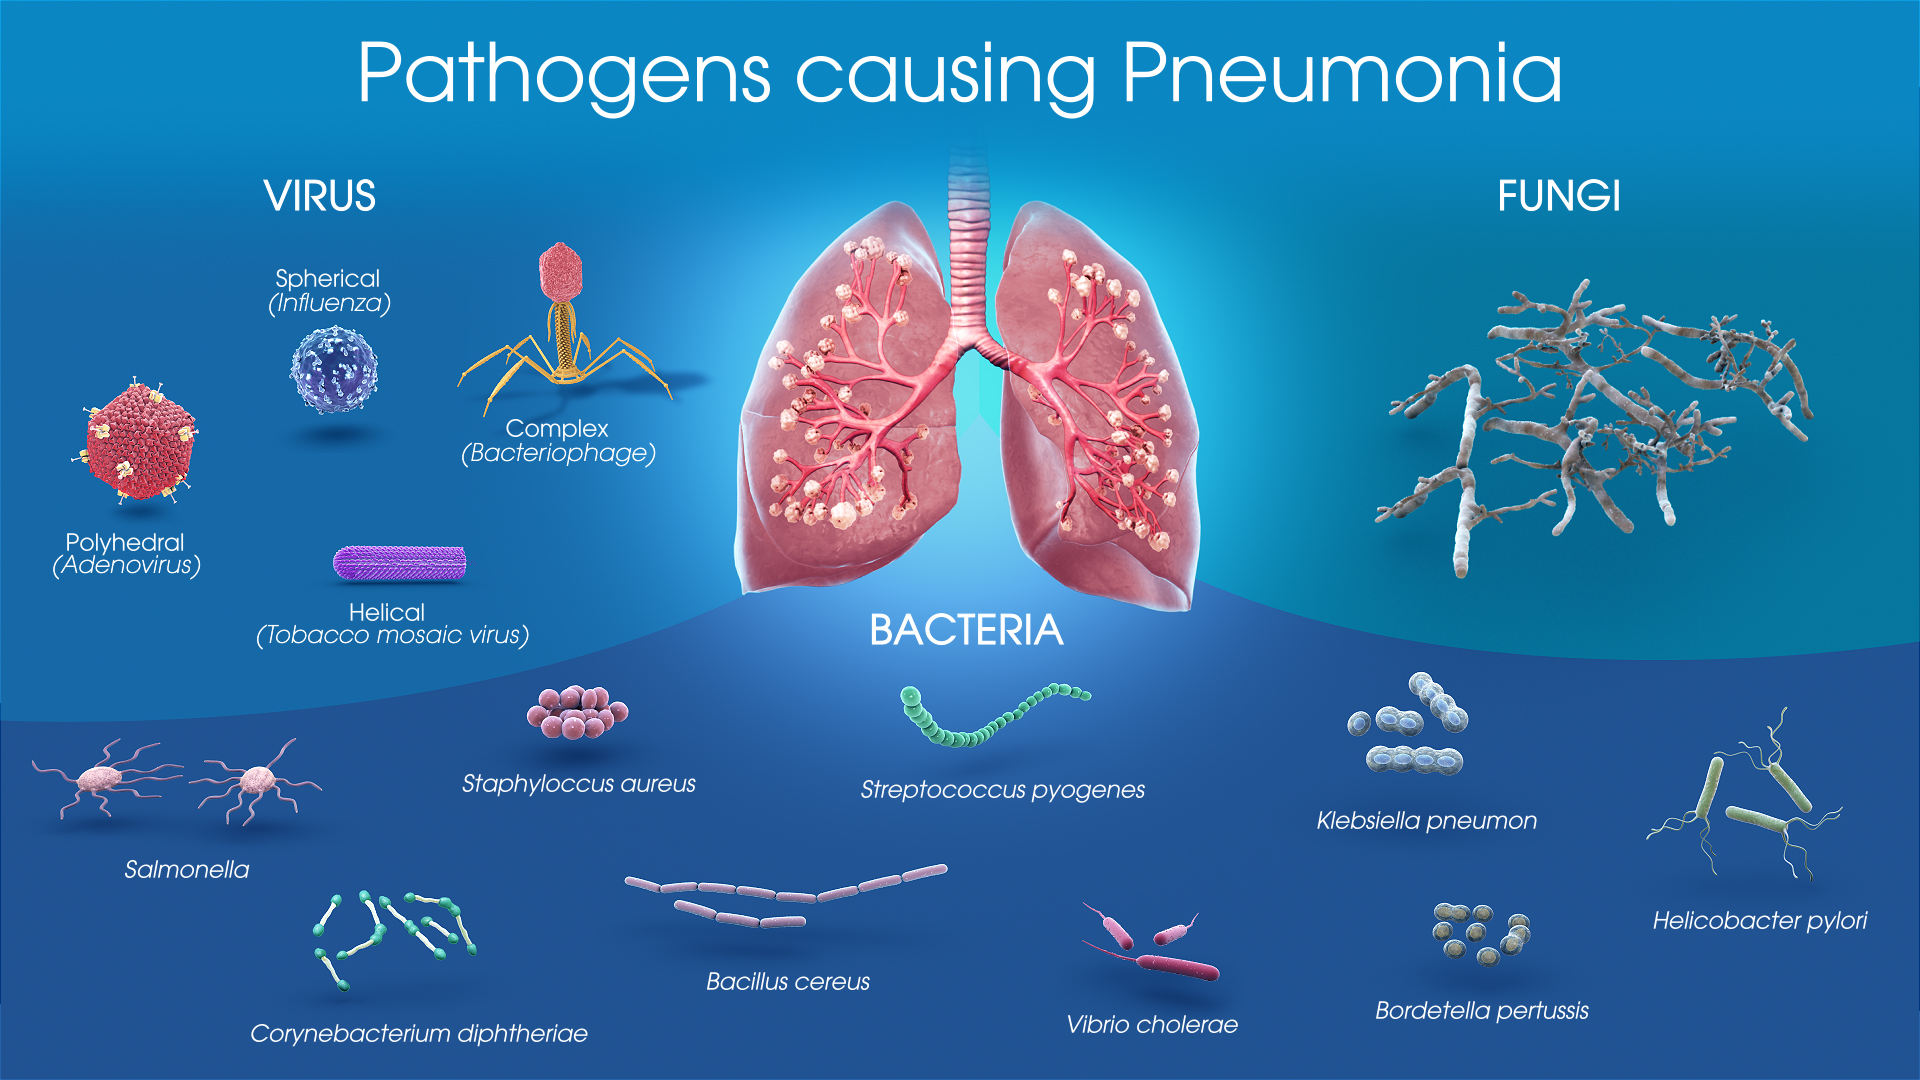 Pathogens causing Pneumonia
VIRUS
FUNGI
Spherical
(Influenza)
Complex
(Bacteriophage)
Polyhedral
(Adenovirus)
Helical
(Tobacco mosaic virus)
BACTERIA
Staphyloccus aureus
Streptococcus pyogenes
Klebsiella pneumon
Salmonella
Helicobacter pylori
Bacillus cereus
Bordetella pertussis
Vibrio cholerae
Corynebacterium diphtheriae